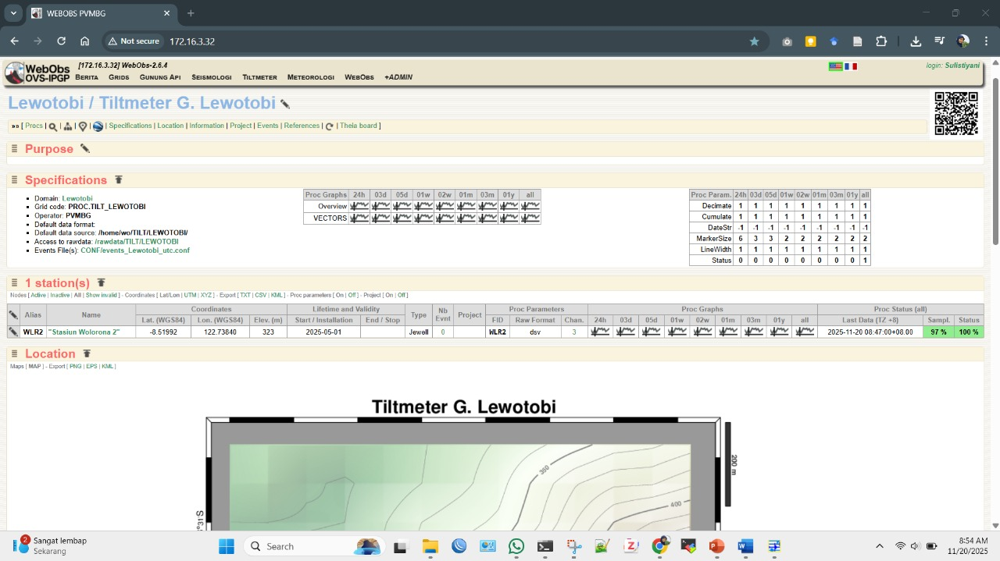 WEBOBS PVMBG
Not secure 172.16.3.32
WebObs
OVS-IPGP
[172.16.3.32] WebObs-2.6.4
login: Sulistiyani
BERITA GRIDS GUNUNG API SEISMOLOGI TILTMETER METEOROLOGI WEBOBS +ADMIN
Lewotobi / Tiltmeter G. Lewotobi
»» [ Procs | | | | | Specifications | Location | Information | Project | Events | References | | Theia board ]
Purpose
Specifications
Domain: Lewotobi
Grid code: PROC.TILT_LEWOTOBI
Operator: PVMBG
Default data format:
Default data source: /home/wo/TILT/LEWOTOBI/
Access to rawdata: /rawdata/TILT/LEWOTOBI
Events File(s): CONF/events_Lewotobi_utc.conf
Proc Graphs 24h 03d 05d 01w 02w 01m 03m 01y all
Overview
VECTORS
Proc Param. 24h 03d 05d 01w 02w 01m 03m 01y all
Decimate 1 1 1 1 1 1 1 1 1
Cumulate 1 1 1 1 1 1 1 1 1
DateStr -1 -1 -1 -1 -1 -1 -1 -1 -1
MarkerSize 6 3 3 2 2 2 2 2 2
LineWidth 1 1 1 1 1 1 1 1 1
Status 0 0 0 0 0 0 0 0 1
1 station(s)
Nodes [ Active | Inactive | All | Show invalid ] - Coordinates [ Lat/Lon | UTM | XYZ ] - Export [ TXT | CSV | KML ] - Proc parameters [ On | Off ] - Project [ On | Off ]
Alias Name Coordinates Lifetime and Validity Type Nb Evnt Project Proc Parameters Proc Graphs Proc Status (all)
Lat. (WGS84) Lon. (WGS84) Elev. (m) Start / Installation End / Stop FID Raw Format Chan. 24h 03d 05d 01w 02w 01m 03m 01y all Last Data (TZ +8) Sampl. Status
WLR2 "Stasiun Wolorona 2" -8.51992 122.73840 323 2025-05-01 Jewell 0 WLR2 dsv 3 2025-11-20 08:47:00+08.00 97 % 100 %
Location
Maps [ MAP ] - Export [ PNG | EPS | KML ]
Tiltmeter G. Lewotobi
350
400
200 m
2
Sangat lembap
Sekarang
Search
8:54 AM
11/20/2025